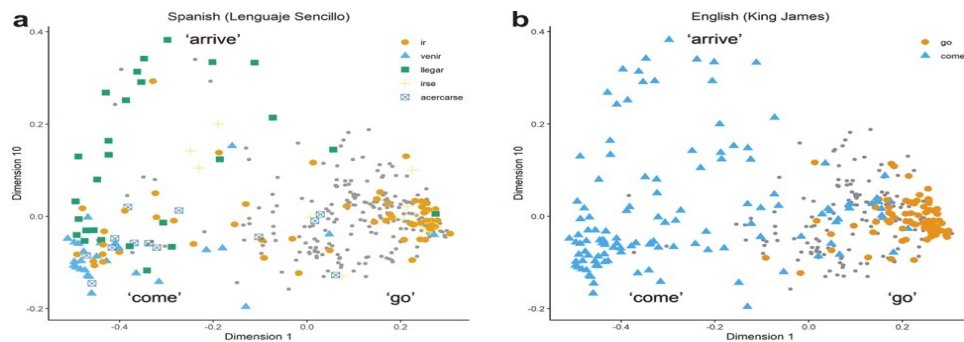 a
Spanish (Lenguaje Sencillo)
'arrive'
ir
venir
llegar
irse
acercarse
0.4
0.2
0.0
-0.2
Dimension 10
'come'
'go'
-0.4
-0.2
0.0
0.2
Dimension 1
b
English (King James)
'arrive'
go
come
0.4
0.2
0.0
-0.2
Dimension 10
'come'
'go'
-0.4
-0.2
0.0
0.2
Dimension 1